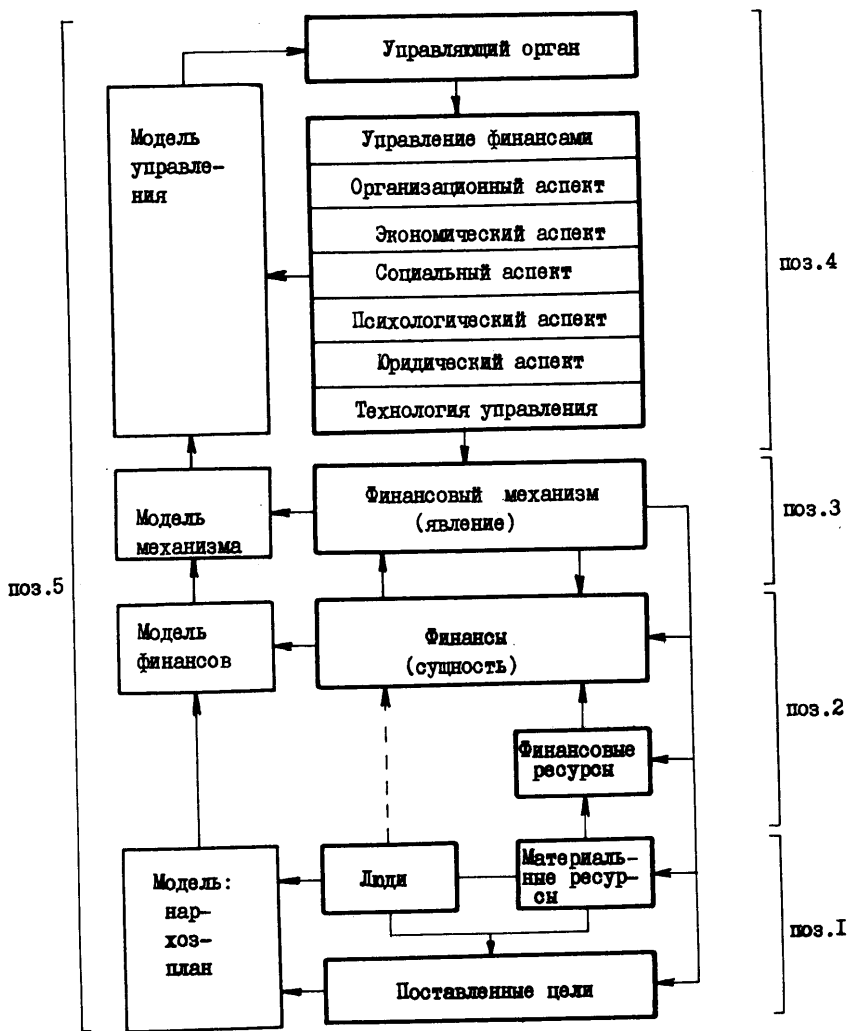 Управляющий орган
Модель
управле-
ния
Управление финансами
Организационный аспект
Экономический аспект
Социальный аспект
Психологический аспект
Юридический аспект
Технология управления
поз.4
Модель
механизма
Финансовый механизм
(явление)
поз.3
поз.5
Модель
финансов
Финансы
(сущность)
поз.2
Финансовые
ресурсы
Модель:
нар-
хоз-
план
Люди
Материаль-
ные ресур-
сы
поз.I
Поставленные цели